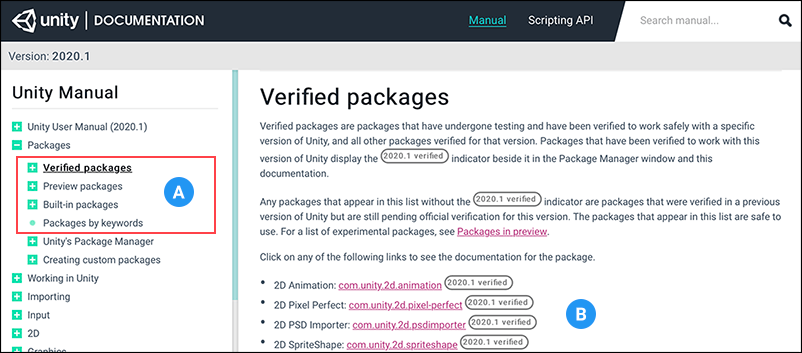 unity | DOCUMENTATION
Manual
Scripting API
Search manual...
Version: 2020.1
Unity Manual
Unity User Manual (2020.1)
Packages
Verified packages
Preview packages
Built-in packages
Packages by keywords
Unity's Package Manager
Creating custom packages
Working in Unity
Importing
Input
2D
Graphics
A
Verified packages
Verified packages are packages that have undergone testing and have been verified to work safely with a specific
version of Unity, and all other packages verified for that version. Packages that have been verified to work with this
version of Unity display the 2020.1 verified indicator beside it in the Package Manager window and this
documentation.
Any packages that appear in this list without the 2020.1 verified indicator are packages that were verified in a previous
version of Unity but are still pending official verification for this version. The packages that appear in this list are safe to
use. For a list of experimental packages, see Packages in preview.
Click on any of the following links to see the documentation for the package.
• 2D Animation: com.unity.2d.animation 2020.1 verified
• 2D Pixel Perfect: com.unity.2d.pixel-perfect 2020.1 verified
• 2D PSD Importer: com.unity.2d.psdimporter 2020.1 verified
• 2D SpriteShape: com.unity.2d.spriteshape 2020.1 verified
B